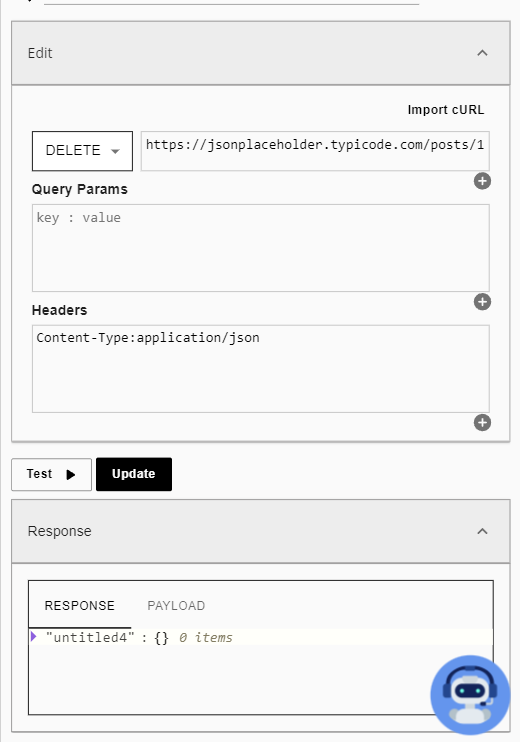 Edit
Import cURL
DELETE
https://jsonplaceholder.typicode.com/posts/1
Query Params
key : value
Headers
Content-Type:application/json
Test
Update
Response
RESPONSE PAYLOAD
"untitled4" : {} 0 items